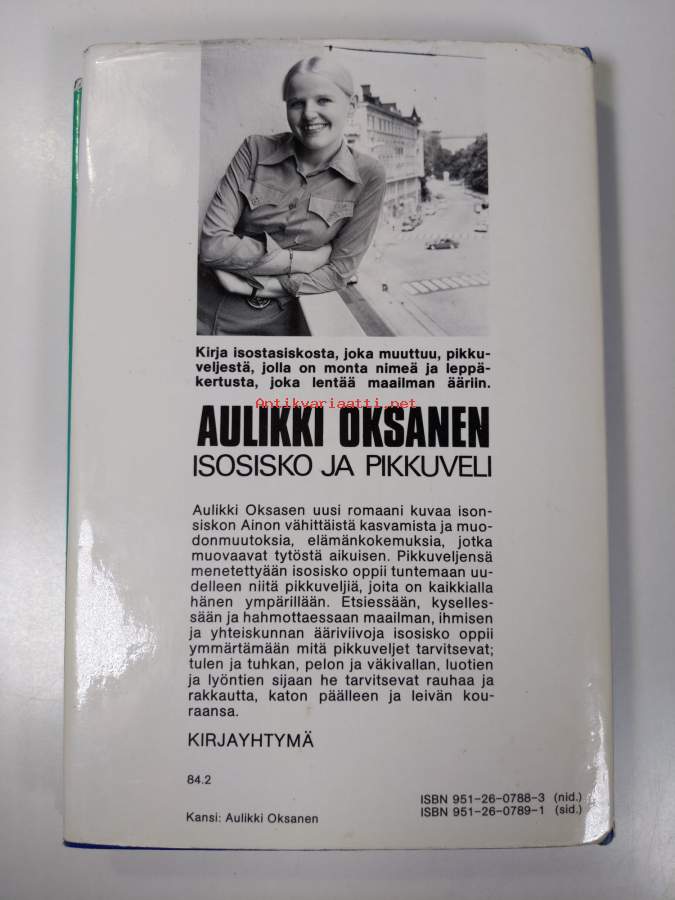 Kirja isostasiskosta, joka muuttuu, pikku-
veljestä, jolla on monta nimeä ja leppä-
kertusta, joka lentää maailman ääriin.
Antikvariaatti.net
AULIKKI OKSANEN
ISOSISKO JA PIKKUVELI
Aulikki Oksasen uusi romaani kuvaa ison-
siskon Ainon vähittäistä kasvamista ja muo-
donmuutoksia, elämänkokemuksia, jotka
muovaavat tytöstä aikuisen. Pikkuveljensä
menetettyään isosisko oppii tuntemaan uu-
delleen niitä pikkuveljiä, joita on kaikkialla
hänen ympärillään. Etsiessään, kyselles-
sään ja hahmottaessaan maailman, ihmisen
ja yhteiskunnan ääriviivoja isosisko oppii
ymmärtämään mitä pikkuveljet tarvitsevat;
tulen ja tuhkan, pelon ja väkivallan, luotien
ja lyöntien sijaan he tarvitsevat rauhaa ja
rakkautta, katon päälleen ja leivän kou-
raansa.
KIRJAYHTYMÄ
84.2
ISBN 951-26-0788-3 (nid.)
ISBN 951-26-0789-1 (sid.)
Kansi: Aulikki Oksanen